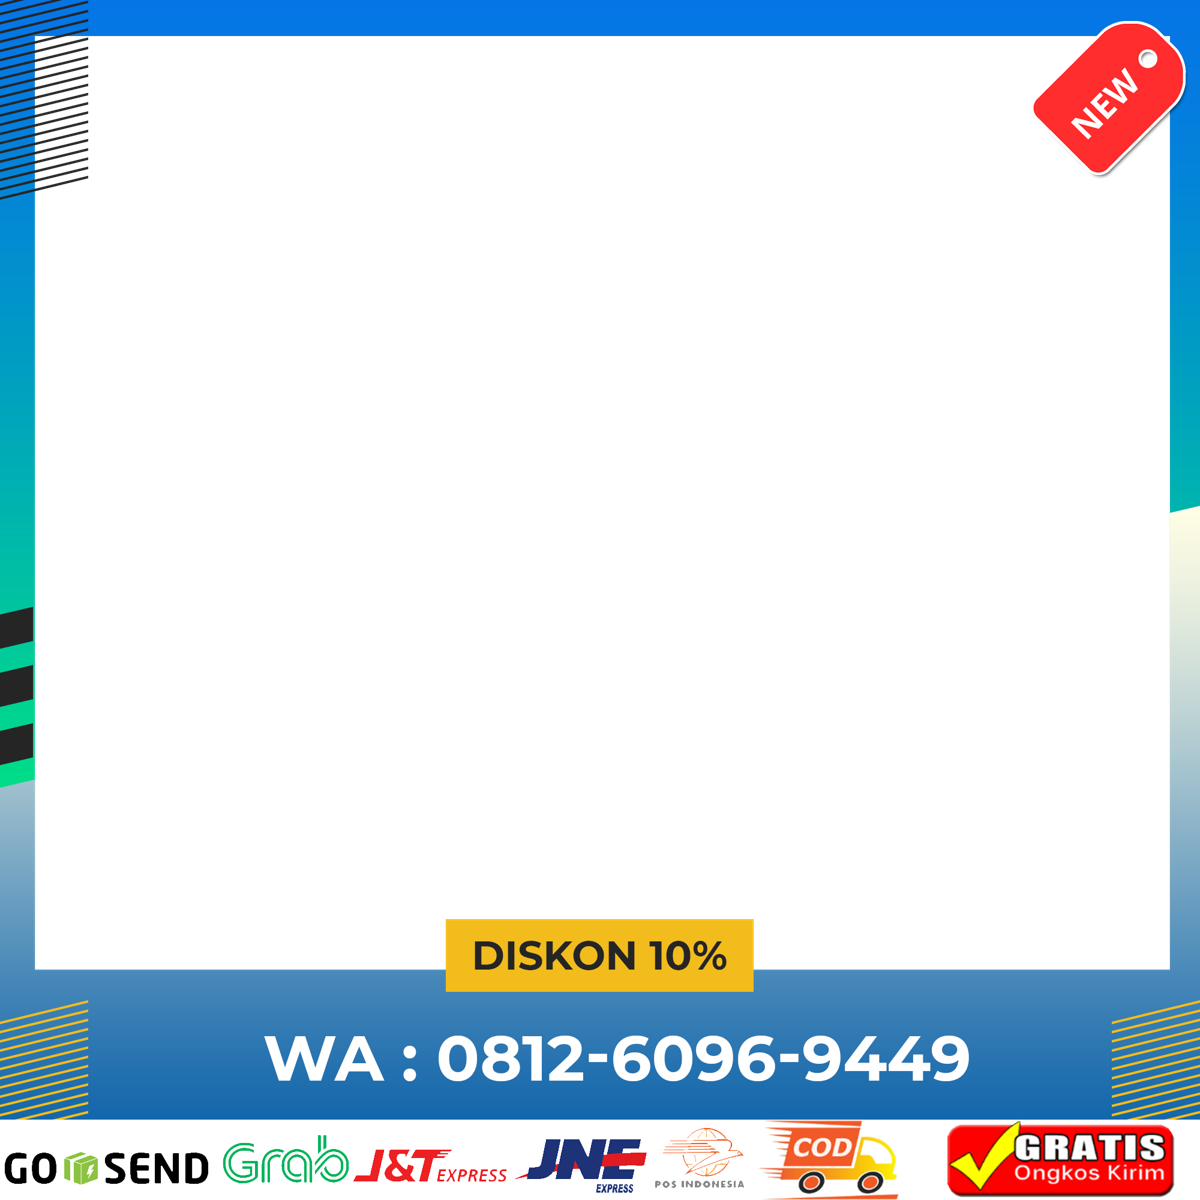 NEW
DISKON 10%
WA : 0812-6096-9449
GO SEND
Grab
J&T EXPRESS
JNE
EXPRESS
POS INDONESIA
COD
GRATIS
Ongkos Kirim